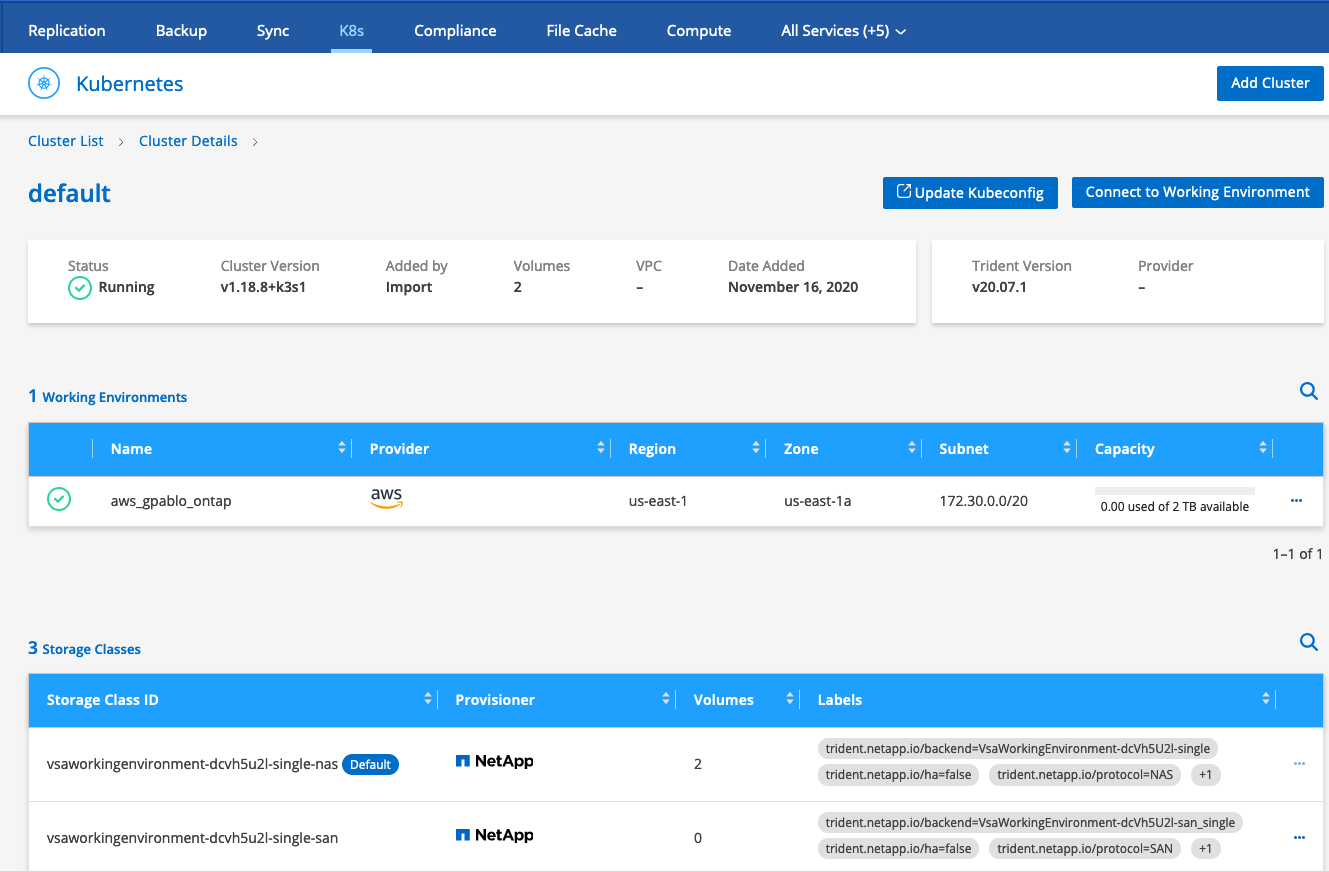 Replication Backup Sync K8s Compliance File Cache Compute All Services (+5)
Kubernetes Add Cluster
Cluster List Cluster Details
default Update Kubeconfig Connect to Working Environment
Status Cluster Version Added by Volumes VPC Date Added Trident Version Provider
Running v1.18.8+k3s1 Import 2 – November 16, 2020 v20.07.1 –
1 Working Environments
Name Provider Region Zone Subnet Capacity
aws_gpablo_ontap aws us-east-1 us-east-1a 172.30.0.0/20 0.00 used of 2 TB available
1–1 of 1
3 Storage Classes
Storage Class ID Provisioner Volumes Labels
trident.netapp.io/backend=VsaWorkingEnvironment-dcVh5U2l-single
vsaworkingenvironment-dcvh5u2l-single-nas Default NetApp 2
trident.netapp.io/ha=false trident.netapp.io/protocol=NAS +1
trident.netapp.io/backend=VsaWorkingEnvironment-dcVh5U2l-san_single
vsaworkingenvironment-dcvh5u2l-single-san NetApp 0
trident.netapp.io/ha=false trident.netapp.io/protocol=SAN +1